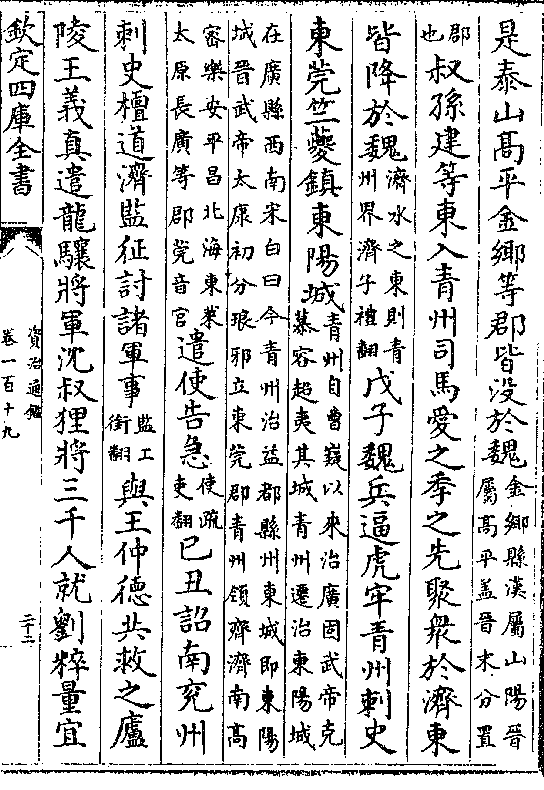 是泰山髙平金鄉等郡皆没於魏金鄉縣漢屬山陽晉屬髙平盖晉末分置
郡也叔孫建等東入青州司馬愛之季之先聚衆於濟東
皆降於魏濟水之東則青州界濟子禮翻戊子魏兵逼虎牢青州刺史
東莞竺夔鎮東陽城青州自曹嶷以來治廣固武帝克慕容超夷其城青州遷治東陽城
在廣縣西南宋白曰今青州治益都縣州東城即東陽城晉武帝太康初分琅邪立東莞郡青州領齊濟南髙
宻樂安平昌北海東萊太原長廣等郡莞音官遣使告急使疏吏翻己丑詔南兖州
刺史檀道濟監征討諸軍事監工銜翻與王仲德共救之廬
陵王義真遣龍驤將軍沈叔狸將三千人就劉粹量宜
欽定四庫全書
資治通鑑
卷一百十九
二十二